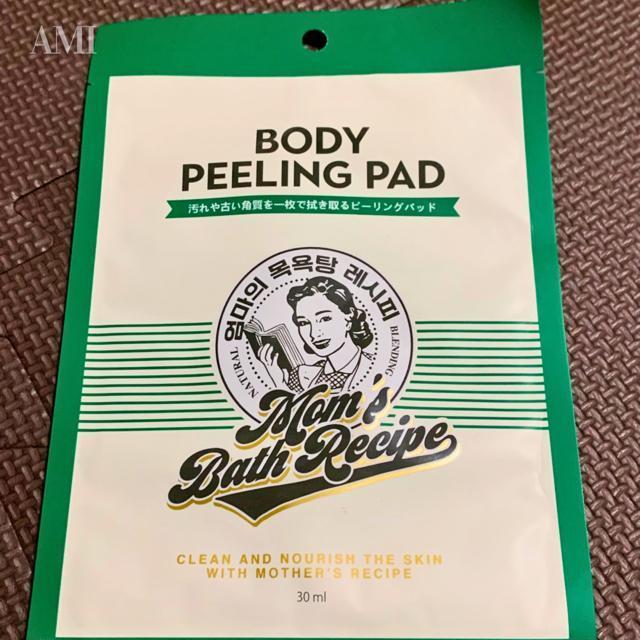 AMI
BODY
PEELING PAD
汚れや古い角質を一枚で拭き取るピーリングパッド
엄마의 목욕탕 레시피
NATURAL
BLENDING
Mom's
Bath Recipe
CLEAN AND NOURISH THE SKIN
WITH MOTHER'S RECIPE
30 ml